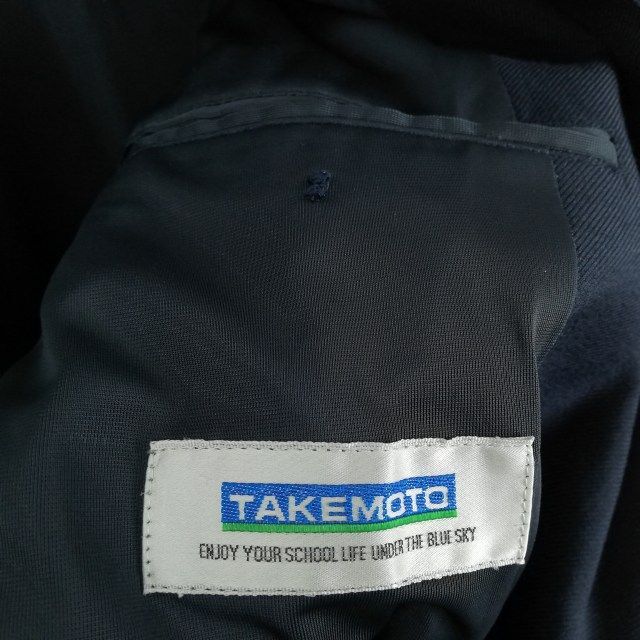 TAKEMOTO
ENJOY YOUR SCHOOL LIFE UNDER THE BLUE SKY